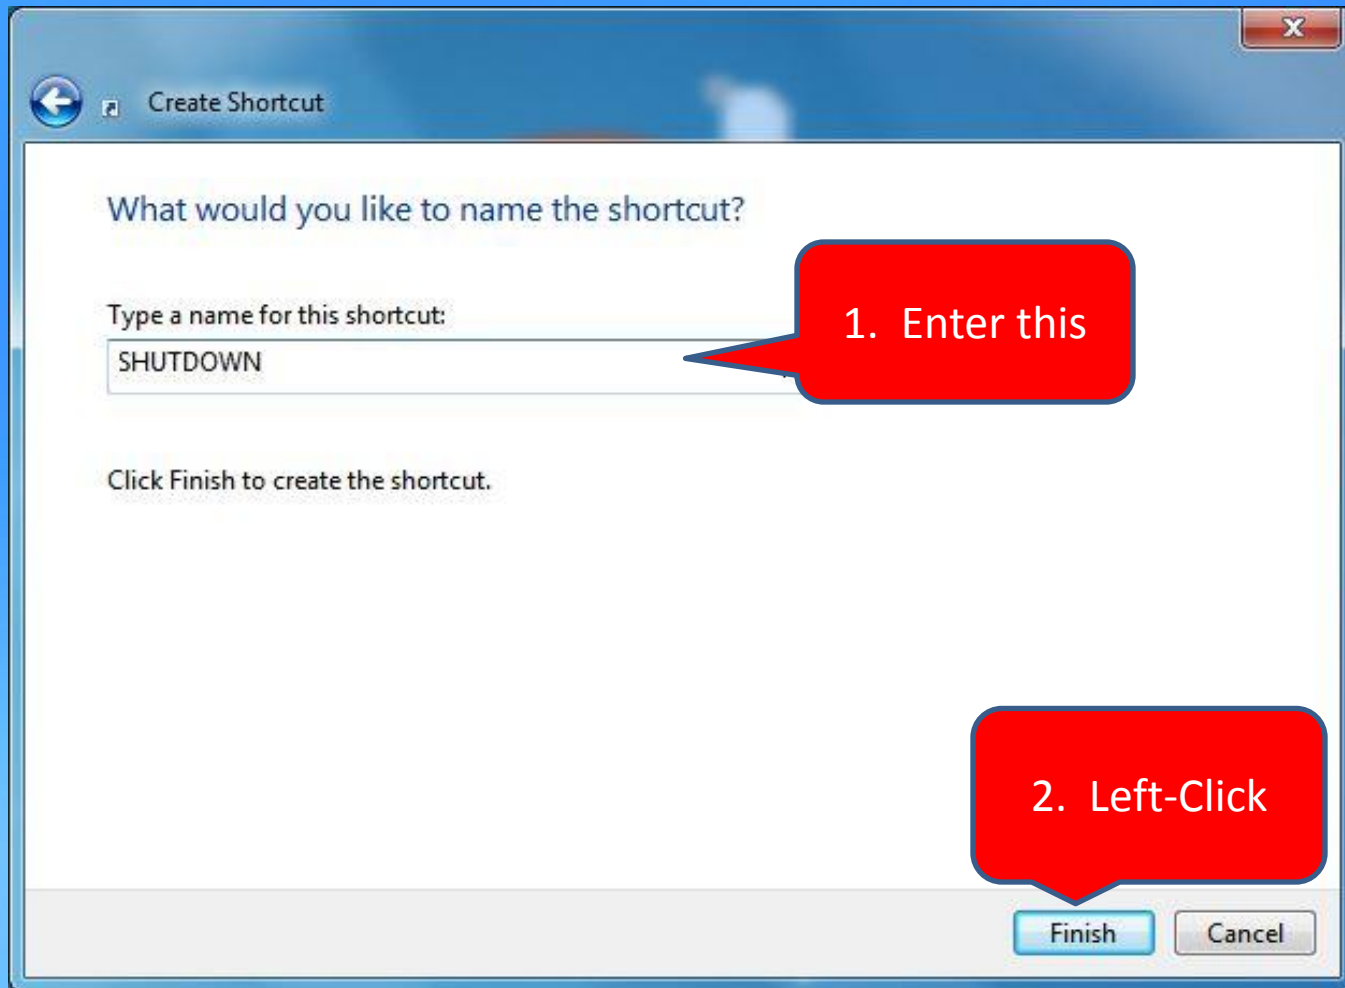 Create Shortcut
What would you like to name the shortcut?
Type a name for this shortcut:
SHUTDOWN
1. Enter this
Click Finish to create the shortcut.
2. Left-Click
Finish
Cancel